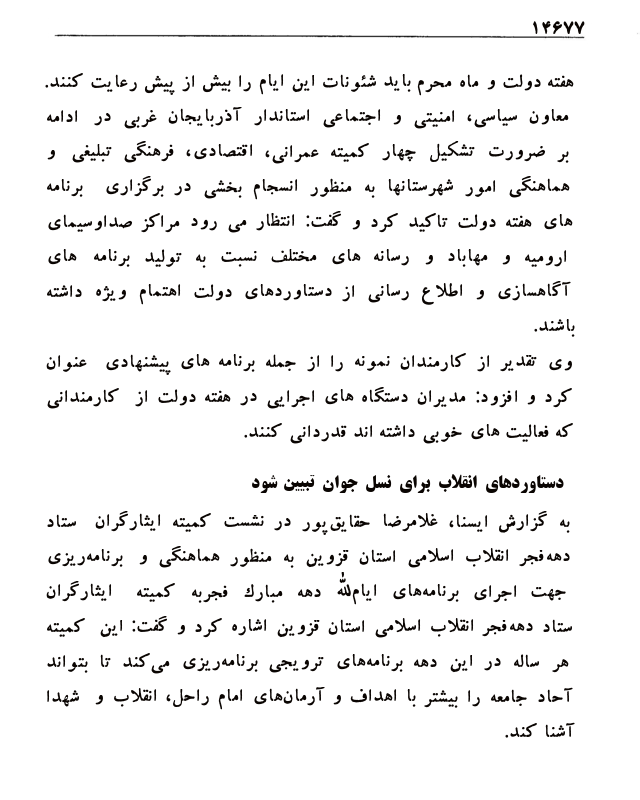 ۱۴۶۷۷
هفته دولت و ماه محرم باید شئونات این ایام را بیش از پیش رعایت کنند.
معاون سیاسی، امنیتی و اجتماعی استاندار آذربایجان غربی در ادامه
بر ضرورت تشکیل چهار کمیته عمرانی، اقتصادی، فرهنگی تبلیغی و
هماهنگی امور شهرستانها به منظور انسجام بخشی در برگزاری برنامه
های هفته دولت تاکید کرد و گفت: انتظار می رود مراکز صداوسیمای
ارومیه و مهاباد و رسانه های مختلف نسبت به تولید برنامه های
آگاهسازی و اطلاع رسانی از دستاوردهای دولت اهتمام ویژه داشته
باشند.
وی تقدیر از کارمندان نمونه را از جمله برنامه های پیشنهادی عنوان
کرد و افزود: مدیران دستگاه های اجرایی در هفته دولت از کارمندانی
که فعالیت های خوبی داشته اند قدردانی کنند.
دستاوردهای انقلاب برای نسل جوان تبیین شود
به گزارش ایسنا، غلامرضا حقایق‌پور در نشست کمیته ایثارگران ستاد
دهه‌فجر انقلاب اسلامی استان قزوین به منظور هماهنگی و برنامه‌ریزی
جهت اجرای برنامه‌های ایام‌الله دهه مبارك فجربه کمیته ایثارگران
ستاد دهه‌فجر انقلاب اسلامی استان قزوین اشاره کرد و گفت: این کمیته
هر ساله در این دهه برنامه‌های ترویجی برنامه‌ریزی می‌کند تا بتواند
آحاد جامعه را بیشتر با اهداف و آرمان‌های امام راحل، انقلاب و شهدا
آشنا کند.